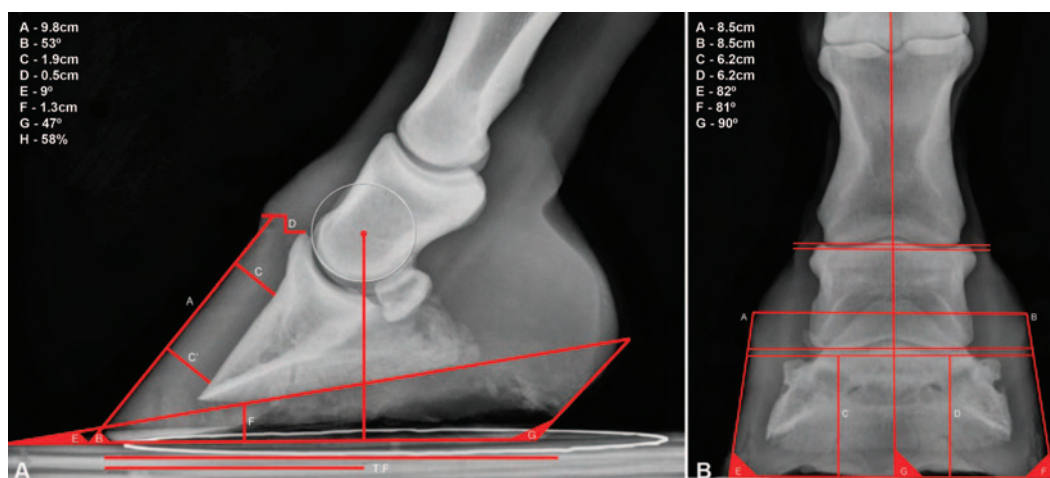 A - 9.8cm
B - 53º
C - 1.9cm
D - 0.5cm
E - 9º
F - 1.3cm
G - 47º
H - 58%
D
C
A
C'
F
E
B
G
T.F
A
A - 8.5cm
B - 8.5cm
C - 6.2cm
D - 6.2cm
E - 82º
F - 81º
G - 90º
A
B
C
D
E
G
F
B